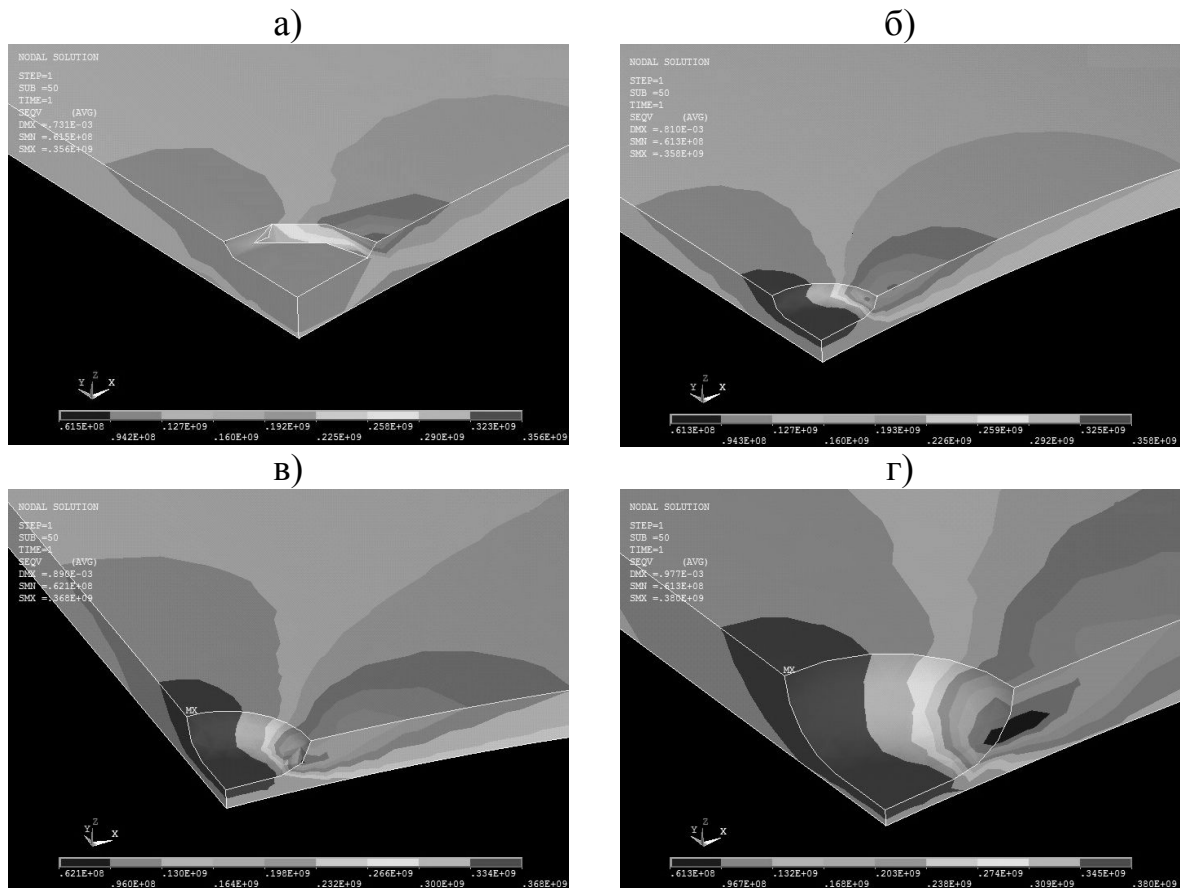 а)
NODAL SOLUTION
STEP=1
SUB =50
TIME=1
SEQV (AVG)
DMX =.731E-03
SMN =.615E+08
SMX =.356E+09
Y Z X
.615E+08 .127E+09 .192E+09 .258E+09 .323E+09
.942E+08 .160E+09 .225E+09 .290E+09 .356E+09
б)
NODAL SOLUTION
STEP=1
SUB =50
TIME=1
SEQV (AVG)
DMX =.810E-03
SMN =.613E+08
SMX =.358E+09
Y Z X
.613E+08 .127E+09 .193E+09 .259E+09 .325E+09
.943E+08 .160E+09 .226E+09 .292E+09 .358E+09
в)
NODAL SOLUTION
STEP=1
SUB =50
TIME=1
SEQV (AVG)
DMX =.890E-03
SMN =.621E+08
SMX =.368E+09
MX
Y Z X
.621E+08 .130E+09 .198E+09 .266E+09 .334E+09
.960E+08 .164E+09 .232E+09 .300E+09 .368E+09
г)
NODAL SOLUTION
STEP=1
SUB =50
TIME=1
SEQV (AVG)
DMX =.977E-03
SMN =.613E+08
SMX =.380E+09
MX
Y Z X
.613E+08 .132E+09 .203E+09 .274E+09 .345E+09
.967E+08 .168E+09 .238E+09 .309E+09 .380E+09